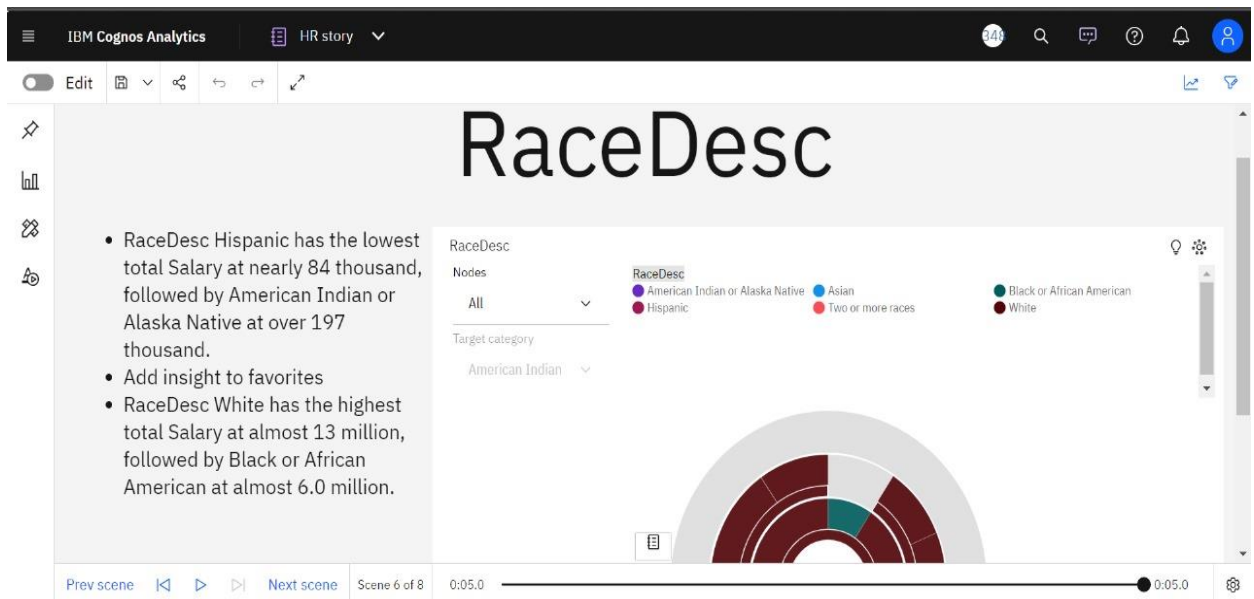 IBM Cognos Analytics
HR story
348
Edit
RaceDesc
• RaceDesc Hispanic has the lowest
total Salary at nearly 84 thousand,
followed by American Indian or
Alaska Native at over 197
thousand.
• Add insight to favorites
• RaceDesc White has the highest
total Salary at almost 13 million,
followed by Black or African
American at almost 6.0 million.
RaceDesc
Nodes
All
Target category
American Indian
RaceDesc
American Indian or Alaska Native
Asian
Black or African American
Hispanic
Two or more races
White
Prev scene
Next scene
Scene 6 of 8
0:05.0
0:05.0